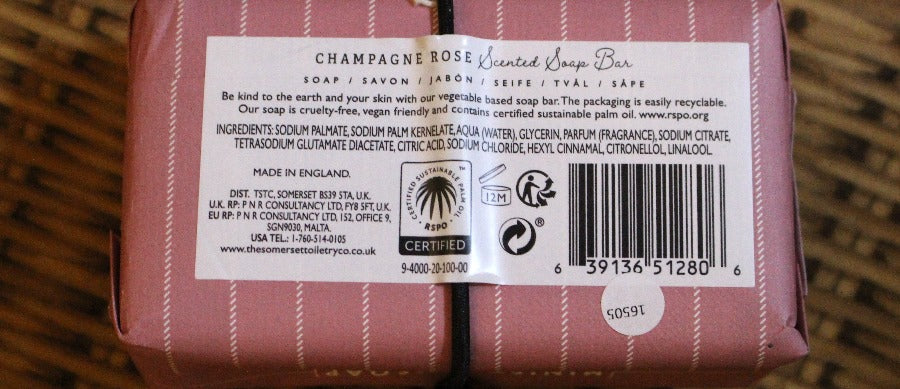 CHAMPAGNE ROSE Scented Soap Bar
SOAP / SAVON / JABÓN / SEIFE / TVÅL / SÅPE
Be kind to the earth and your skin with our vegetable based soap bar. The packaging is easily recyclable.
Our soap is cruelty-free, vegan friendly and contains certified sustainable palm oil. www.rspo.org
INGREDIENTS: SODIUM PALMATE, SODIUM PALM KERNELATE, AQUA (WATER), GLYCERIN, PARFUM (FRAGRANCE), SODIUM CITRATE,
TETRASODIUM GLUTAMATE DIACETATE, CITRIC ACID, SODIUM CHLORIDE, HEXYL CINNAMAL, CITRONELLOL, LINALOOL.
MADE IN ENGLAND.
DIST. TSTC, SOMERSET BS39 5TA, U.K.
U.K. RP: P N R CONSULTANCY LTD, FY8 5FT, U.K.
EU RP: P N R CONSULTANCY LTD, 152, OFFICE 9,
SGN9030, MALTA.
USA TEL.: 1-760-514-0105
www.thesomersettoiletryco.co.uk
CERTIFIED SUSTAINABLE PALM OIL
RSPO
TM
CERTIFIED
9-4000-20-100-00
12M
®
6 39136 51280 6
16505
SOAP